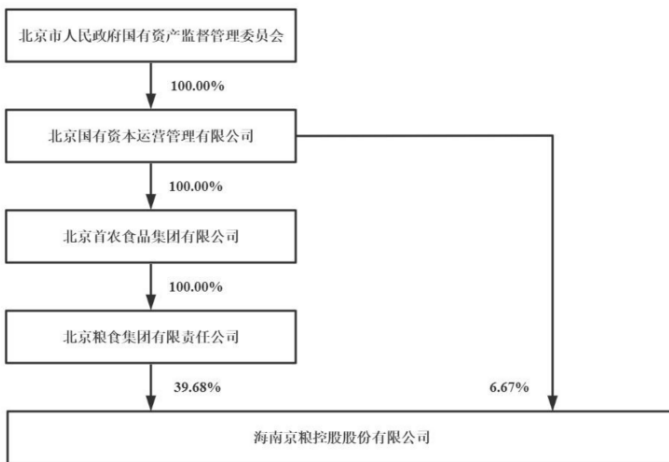 北京市人民政府国有资产监督管理委员会
100.00%
北京国有资本运营管理有限公司
100.00%
北京首农食品集团有限公司
100.00%
北京粮食集团有限责任公司
39.68%
6.67%
海南京粮控股股份有限公司